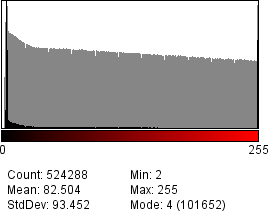 0 255
Count: 524288 Min: 2
Mean: 82.504 Max: 255
StdDev: 93.452 Mode: 4 (101652)